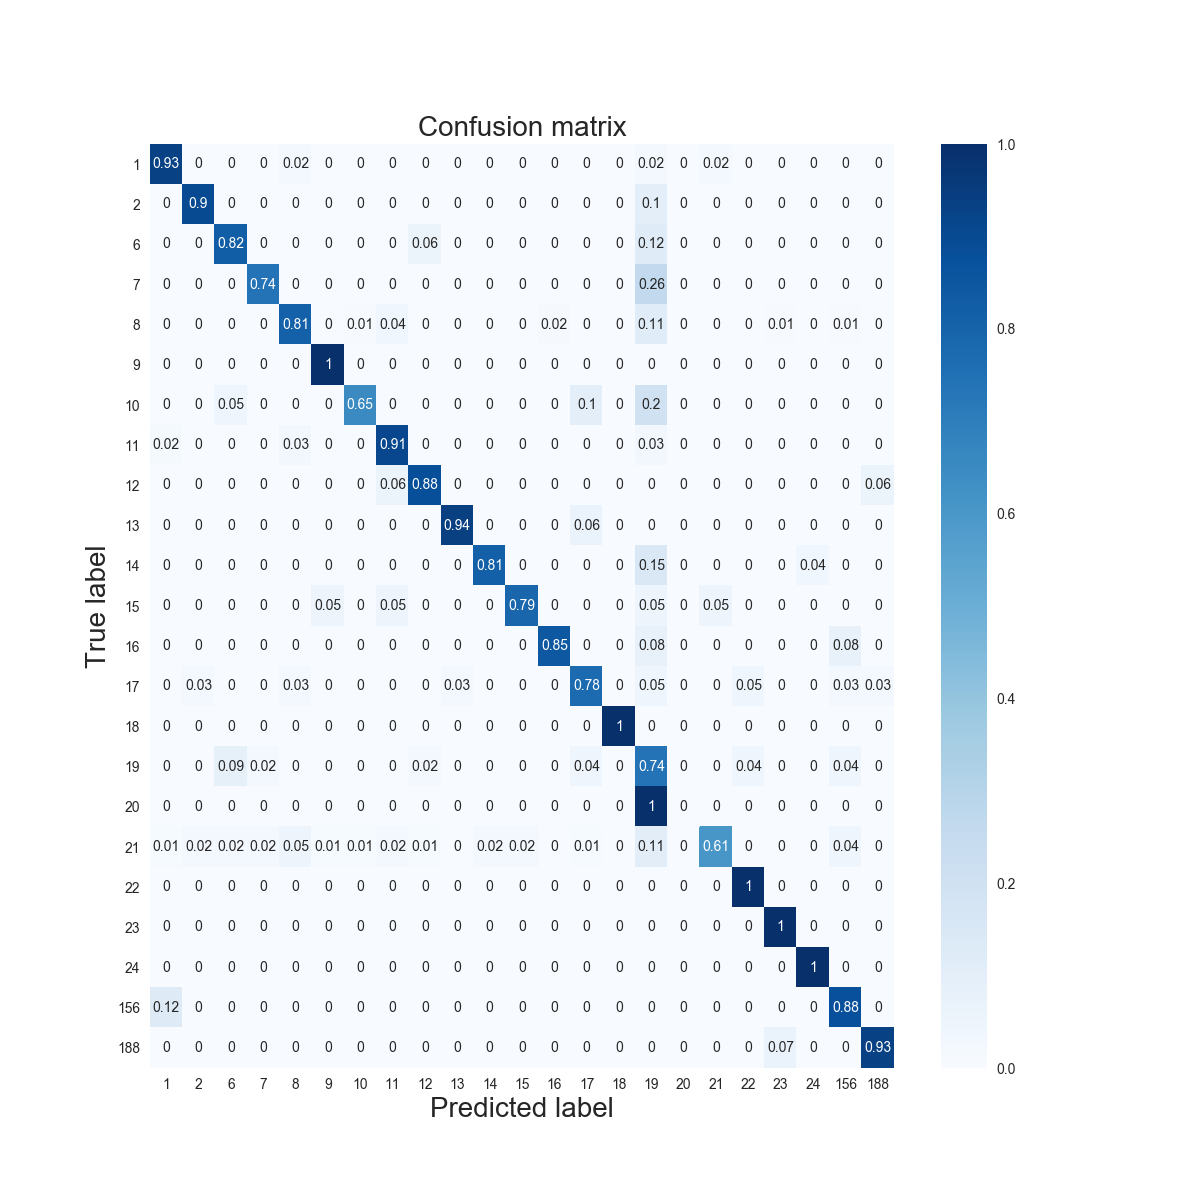 Confusion matrix
1 0.93 0 0 0 0.02 0 0 0 0 0 0 0 0 0 0 0.02 0 0.02 0 0 0 0 0
2 0 0.9 0 0 0 0 0 0 0 0 0 0 0 0 0 0.1 0 0 0 0 0 0 0
6 0 0 0.82 0 0 0 0 0 0.06 0 0 0 0 0 0 0.12 0 0 0 0 0 0 0
7 0 0 0 0.74 0 0 0 0 0 0 0 0 0 0 0 0.26 0 0 0 0 0 0 0
8 0 0 0 0 0.81 0 0.01 0.04 0 0 0 0 0.02 0 0 0.11 0 0 0 0.01 0 0.01 0
9 0 0 0 0 0 1 0 0 0 0 0 0 0 0 0 0 0 0 0 0 0 0 0
10 0 0 0.05 0 0 0 0.65 0 0 0 0 0 0 0.1 0 0.2 0 0 0 0 0 0 0
11 0.02 0 0 0 0.03 0 0 0.91 0 0 0 0 0 0 0 0.03 0 0 0 0 0 0 0
12 0 0 0 0 0 0 0 0.06 0.88 0 0 0 0 0 0 0 0 0 0 0 0 0 0.06
13 0 0 0 0 0 0 0 0 0 0.94 0 0 0 0.06 0 0 0 0 0 0 0 0 0
14 0 0 0 0 0 0 0 0 0 0 0.81 0 0 0 0 0.15 0 0 0 0 0.04 0 0
15 0 0 0 0 0 0.05 0 0.05 0 0 0 0.79 0 0 0 0.05 0 0.05 0 0 0 0 0
16 0 0 0 0 0 0 0 0 0 0 0 0 0.85 0 0 0.08 0 0 0 0 0 0.08 0
17 0 0.03 0 0 0.03 0 0 0 0 0.03 0 0 0 0.78 0 0.05 0 0 0.05 0 0 0.03 0.03
18 0 0 0 0 0 0 0 0 0 0 0 0 0 0 1 0 0 0 0 0 0 0 0
19 0 0 0.09 0.02 0 0 0 0 0.02 0 0 0 0 0.04 0 0.74 0 0 0.04 0 0 0.04 0
20 0 0 0 0 0 0 0 0 0 0 0 0 0 0 0 1 0 0 0 0 0 0 0
21 0.01 0.02 0.02 0.02 0.05 0.01 0.01 0.02 0.01 0 0.02 0.02 0 0.01 0 0.11 0 0.61 0 0 0 0.04 0
22 0 0 0 0 0 0 0 0 0 0 0 0 0 0 0 0 0 0 1 0 0 0 0
23 0 0 0 0 0 0 0 0 0 0 0 0 0 0 0 0 0 0 0 1 0 0 0
24 0 0 0 0 0 0 0 0 0 0 0 0 0 0 0 0 0 0 0 0 1 0 0
156 0.12 0 0 0 0 0 0 0 0 0 0 0 0 0 0 0 0 0 0 0 0 0.88 0
188 0 0 0 0 0 0 0 0 0 0 0 0 0 0 0 0 0 0 0 0.07 0 0 0.93
1 2 6 7 8 9 10 11 12 13 14 15 16 17 18 19 20 21 22 23 24 156 188
Predicted label
True label
1.0
0.8
0.6
0.4
0.2
0.0